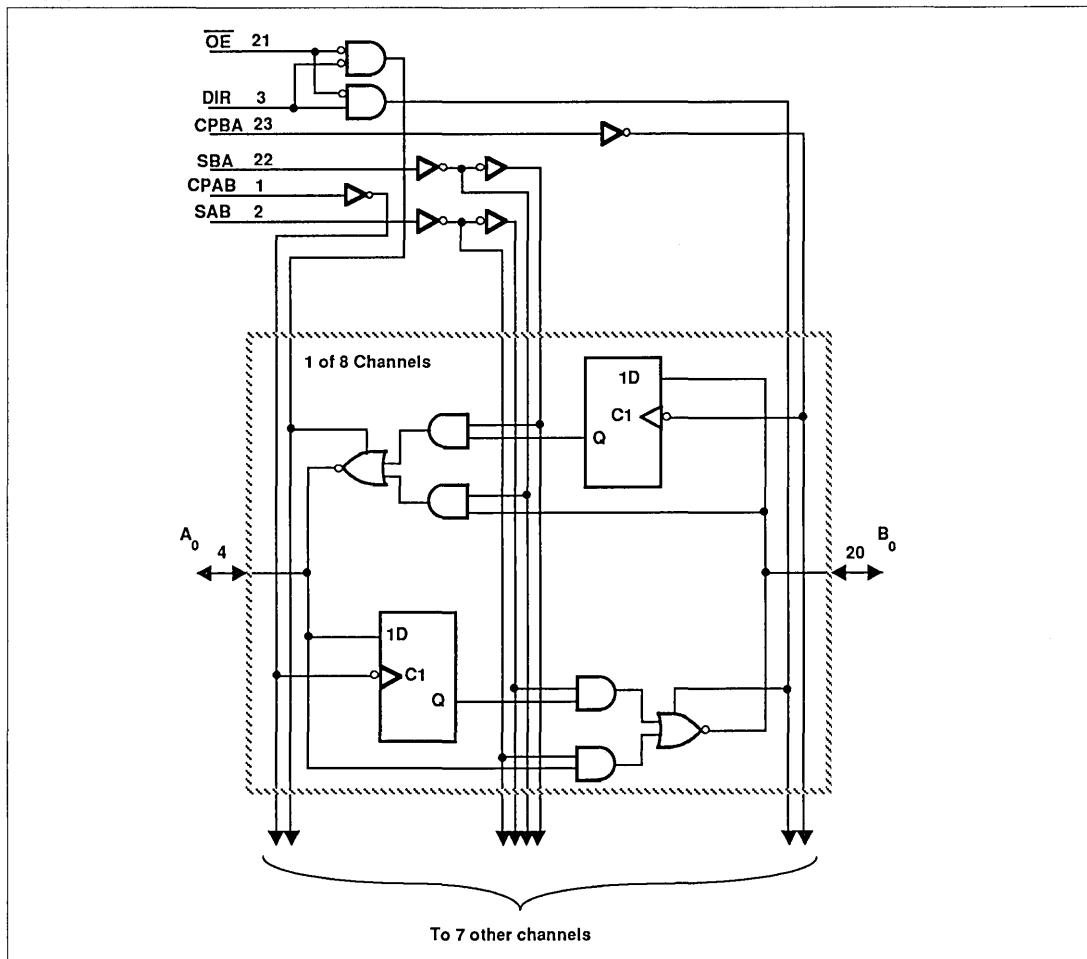 O̅E̅ 21
DIR 3
CPBA 23
SBA 22
CPAB 1
SAB 2
1 of 8 Channels
1D
C1
Q
A0
4
20
B0
1D
C1
Q
To 7 other channels